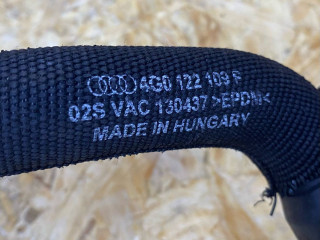 4G0 122 109 F
02S VAC 130437 >EPDM<
MADE IN HUNGARY